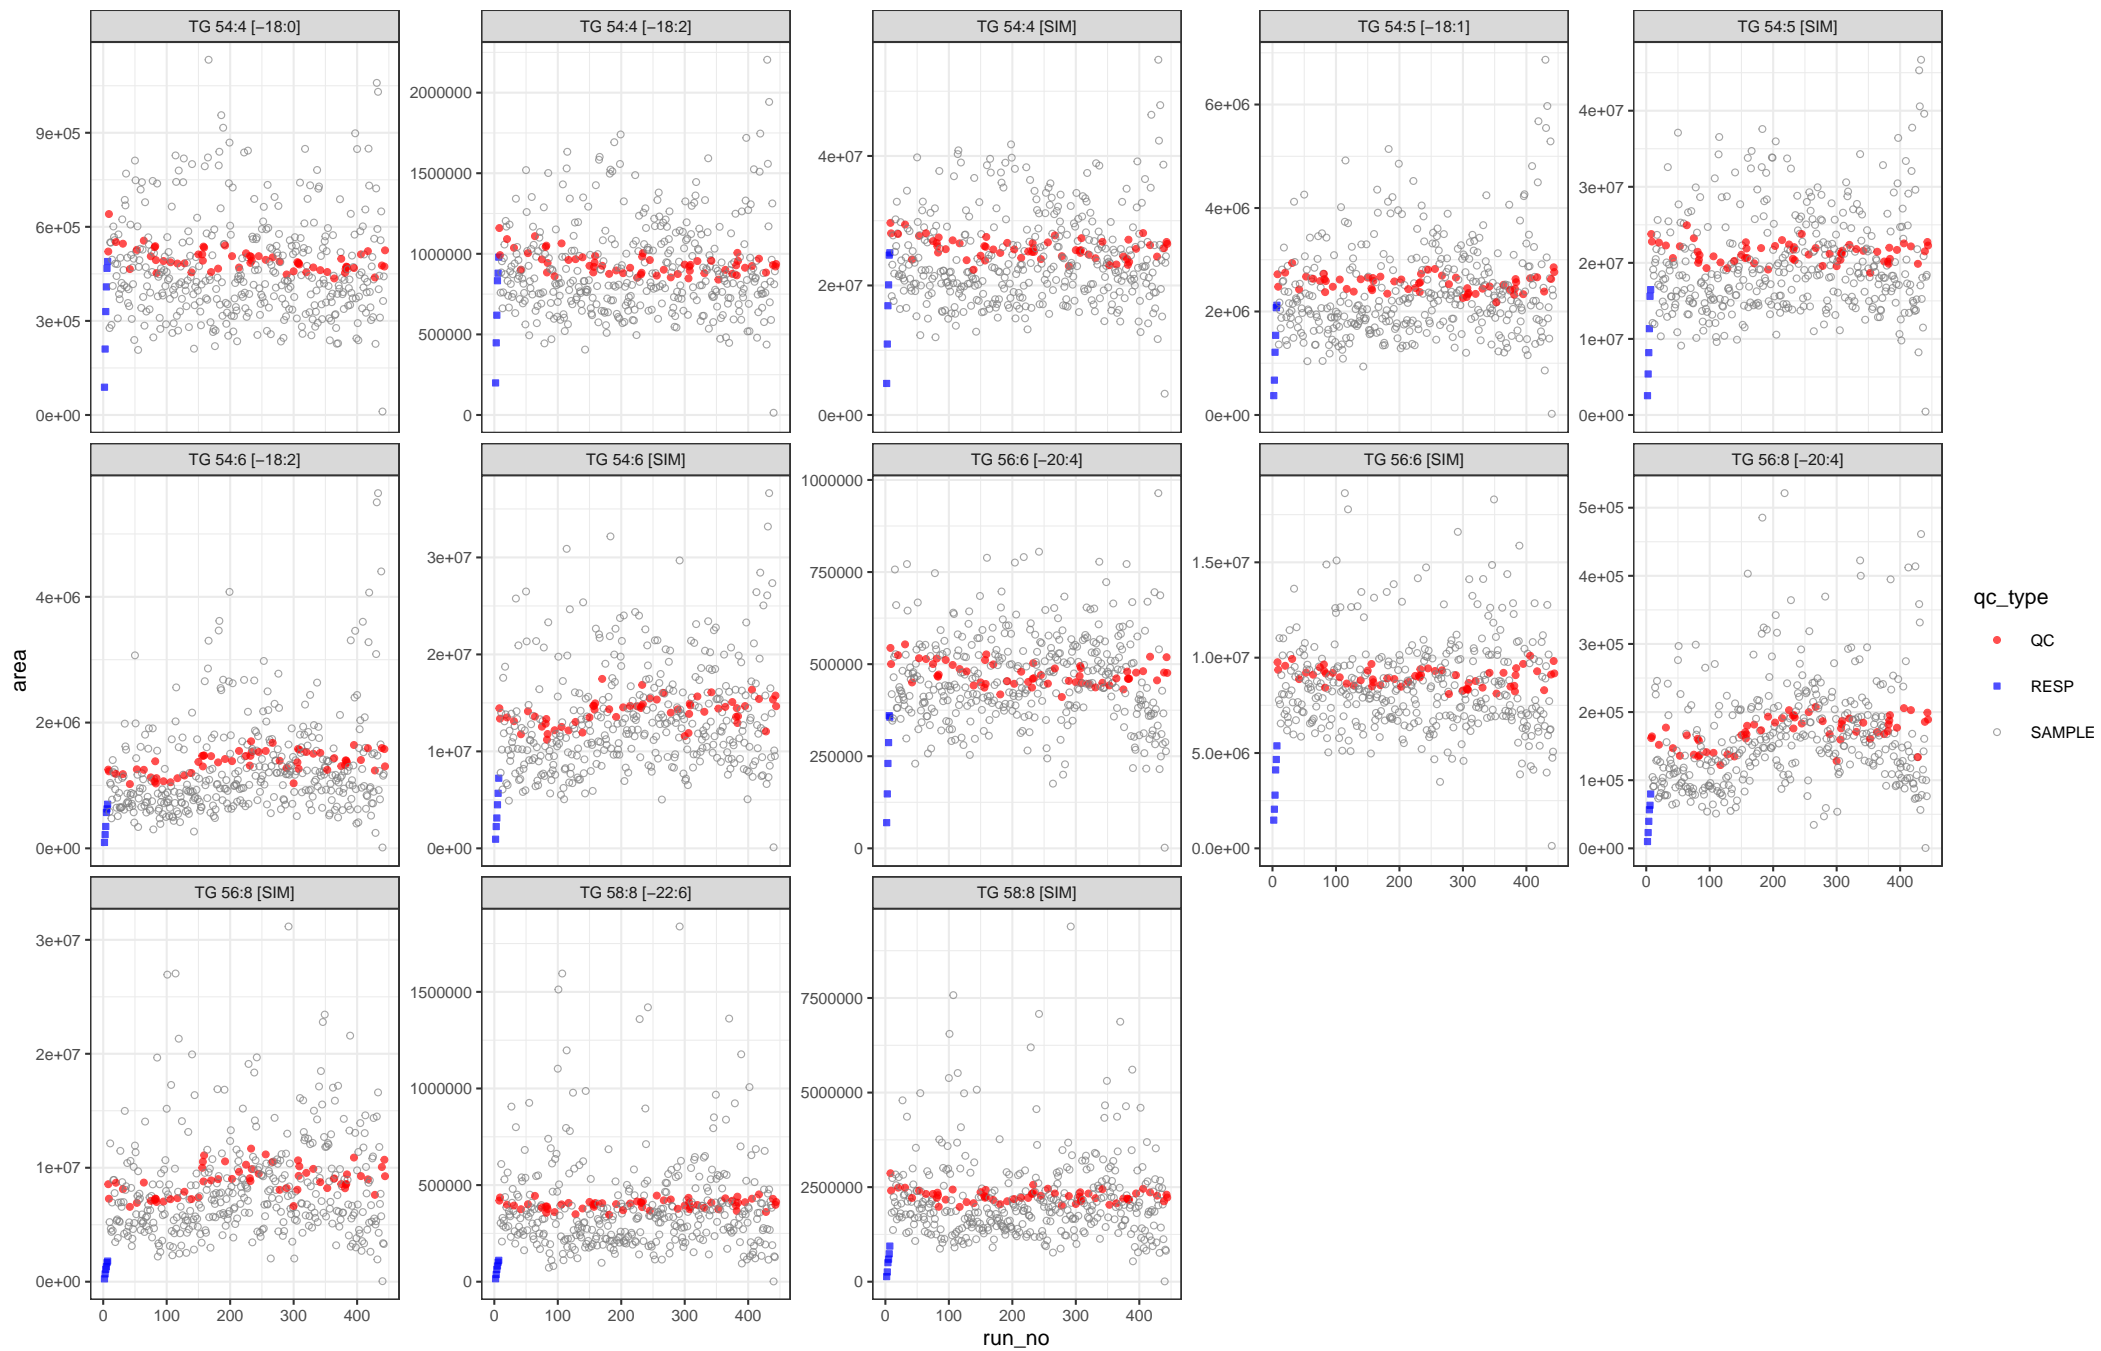 TG 54:4 [−18:0] TG 54:4 [−18:2] TG 54:4 [SIM] TG 54:5 [−18:1] TG 54:5 [SIM]
9e+05
6e+05
3e+05
0e+00
2000000
1500000
1000000
500000
0
4e+07
2e+07
0e+00
6e+06
4e+06
2e+06
0e+00
4e+07
3e+07
2e+07
1e+07
0e+00
TG 54:6 [−18:2] TG 54:6 [SIM] TG 56:6 [−20:4] TG 56:6 [SIM] TG 56:8 [−20:4]
4e+06
2e+06
0e+00
3e+07
2e+07
1e+07
0e+00
1000000
750000
500000
250000
0
1.5e+07
1.0e+07
5.0e+06
0.0e+00
5e+05
4e+05
3e+05
2e+05
1e+05
0e+00
0 100 200 300 400
0 100 200 300 400
TG 56:8 [SIM] TG 58:8 [−22:6] TG 58:8 [SIM]
3e+07
2e+07
1e+07
0e+00
1500000
1000000
500000
0
7500000
5000000
2500000
0
0 100 200 300 400
0 100 200 300 400
0 100 200 300 400
run_no
area
qc_type
QC
RESP
SAMPLE